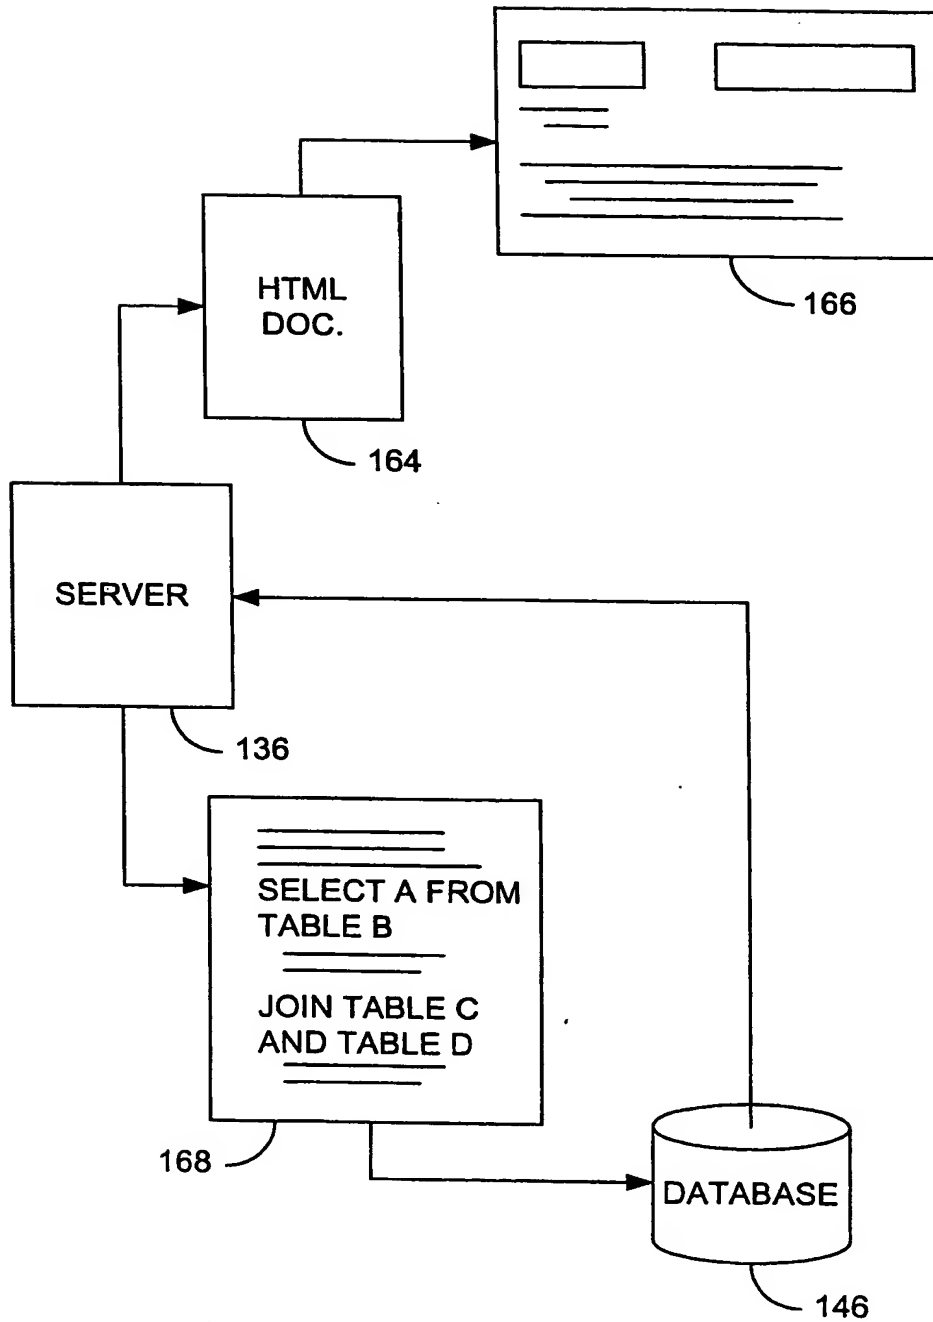 166
HTML
DOC.
164
SERVER
136
SELECT A FROM
TABLE B
JOIN TABLE C
AND TABLE D
168
DATABASE
146